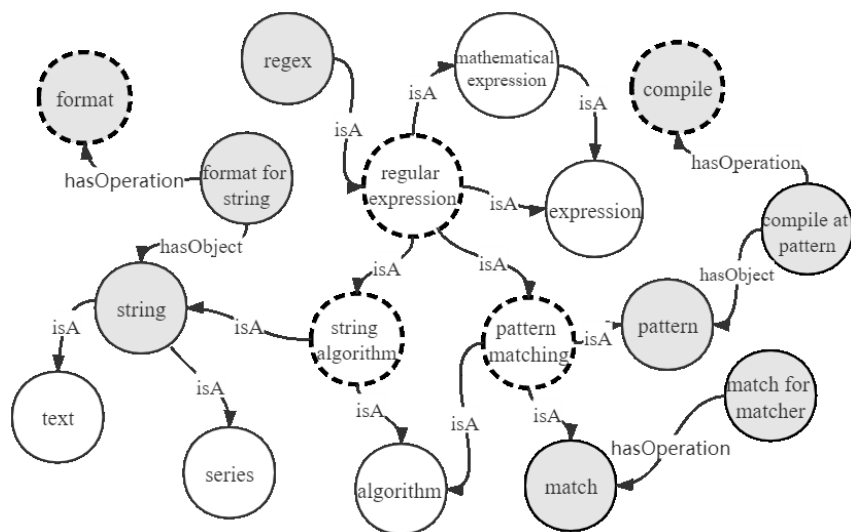 mathematical
expression
regex
format
compile
isA
isA
isA
regular
expression
hasOperation
format for
string
hasOperation
isA
expression
compile at
pattern
hasObject
isA
isA
hasObject
string
isA
isA
string
algorithm
pattern
matching
isA
pattern
isA
isA
isA
isA
isA
match for
matcher
text
series
algorithm
match
hasOperation